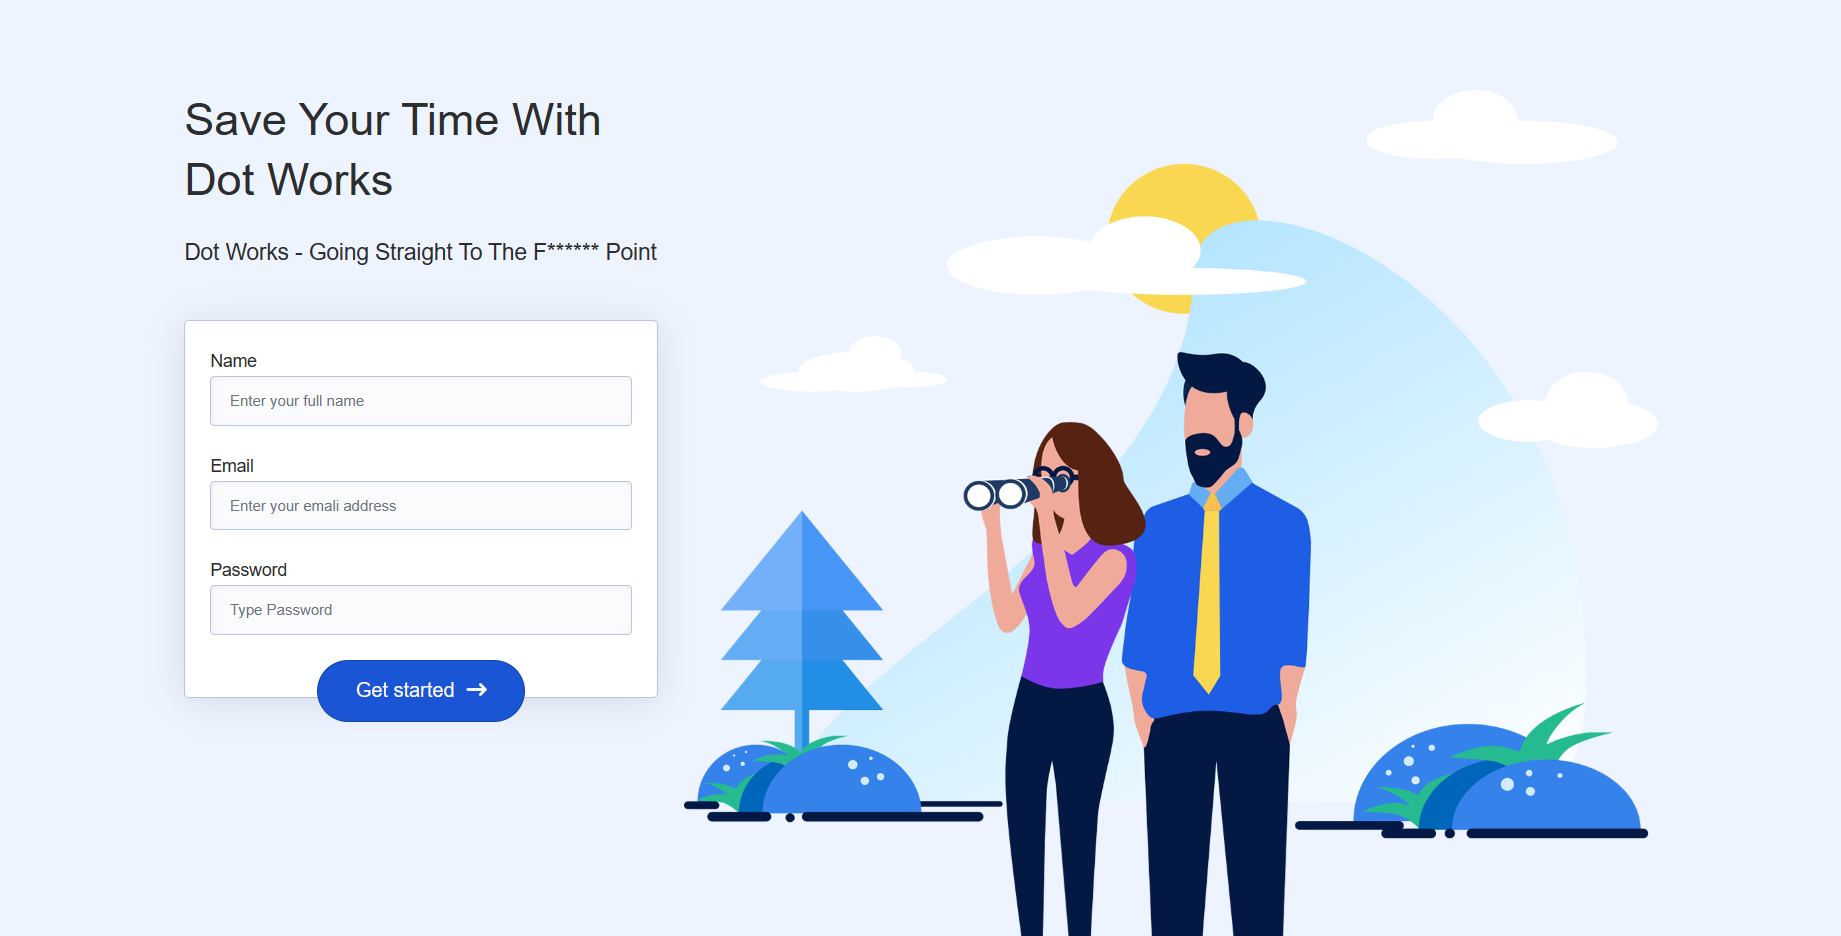 Save Your Time With
Dot Works
Dot Works - Going Straight To The F****** Point
Name
Enter your full name
Email
Enter your emali address
Password
Type Password
Get started